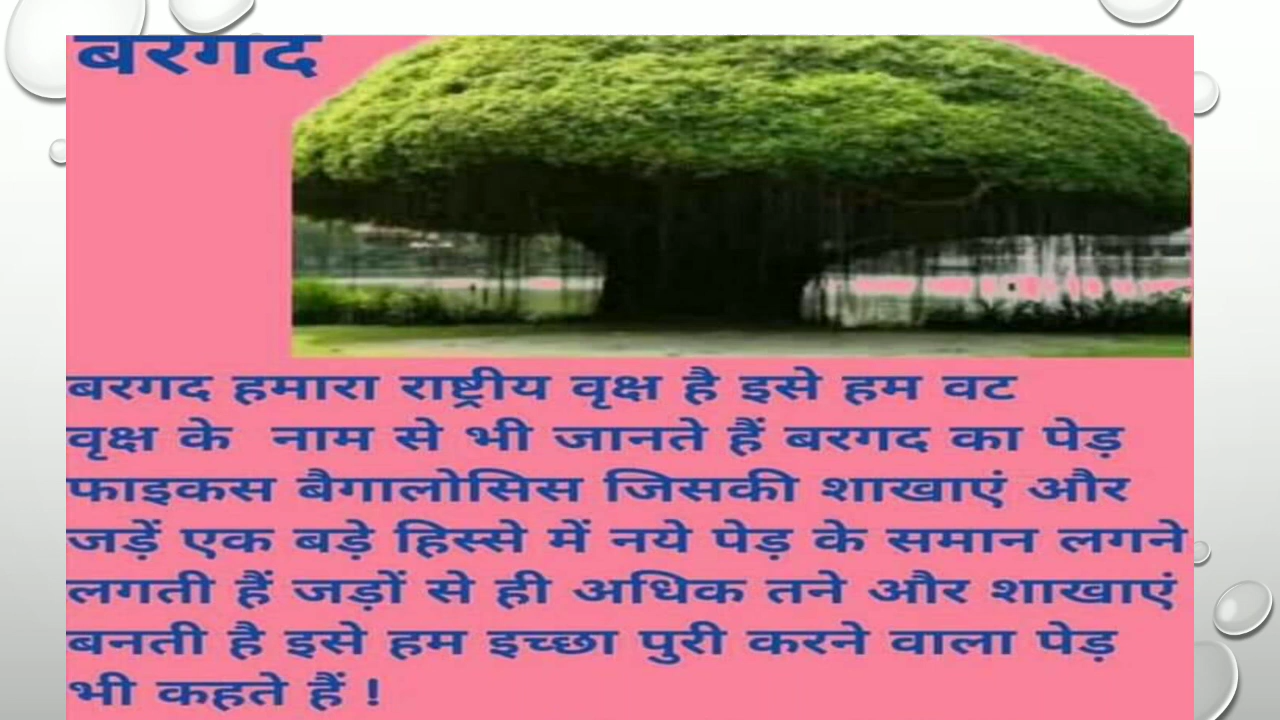 बरगद
बरगद हमारा राष्ट्रीय वृक्ष है इसे हम वट
वृक्ष के नाम से भी जानते हैं बरगद का पेड़
फाइकस बैगालोसिस जिसकी शाखाएं और
जड़ें एक बड़े हिस्से में नये पेड़ के समान लगने
लगती हैं जड़ों से ही अधिक तने और शाखाएं
बनती है इसे हम इच्छा पुरी करने वाला पेड़
भी कहते हैं !